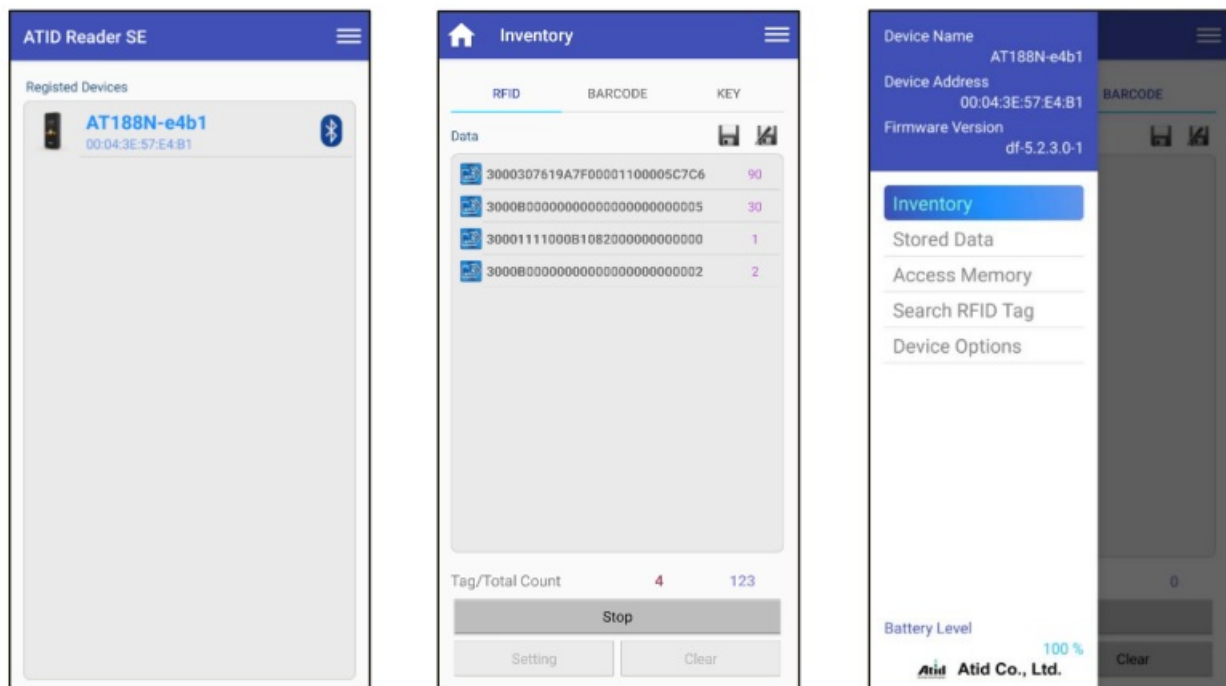 ATID Reader SE
Registed Devices
AT188N-e4b1
00:04:3E:57:E4:B1
Inventory
RFID BARCODE KEY
Data
3000307619A7F00001100005C7C6 90
3000B00000000000000000000005 30
30001111000B1082000000000000 1
3000B00000000000000000000002 2
Tag/Total Count 4 123
Stop
Setting Clear
Device Name
AT188N-e4b1
Device Address
00:04:3E:57:E4:B1
Firmware Version
df-5.2.3.0-1
BARCODE
Inventory
Stored Data
Access Memory
Search RFID Tag
Device Options
0
Battery Level
100 %
Atid Atid Co., Ltd.
Clear